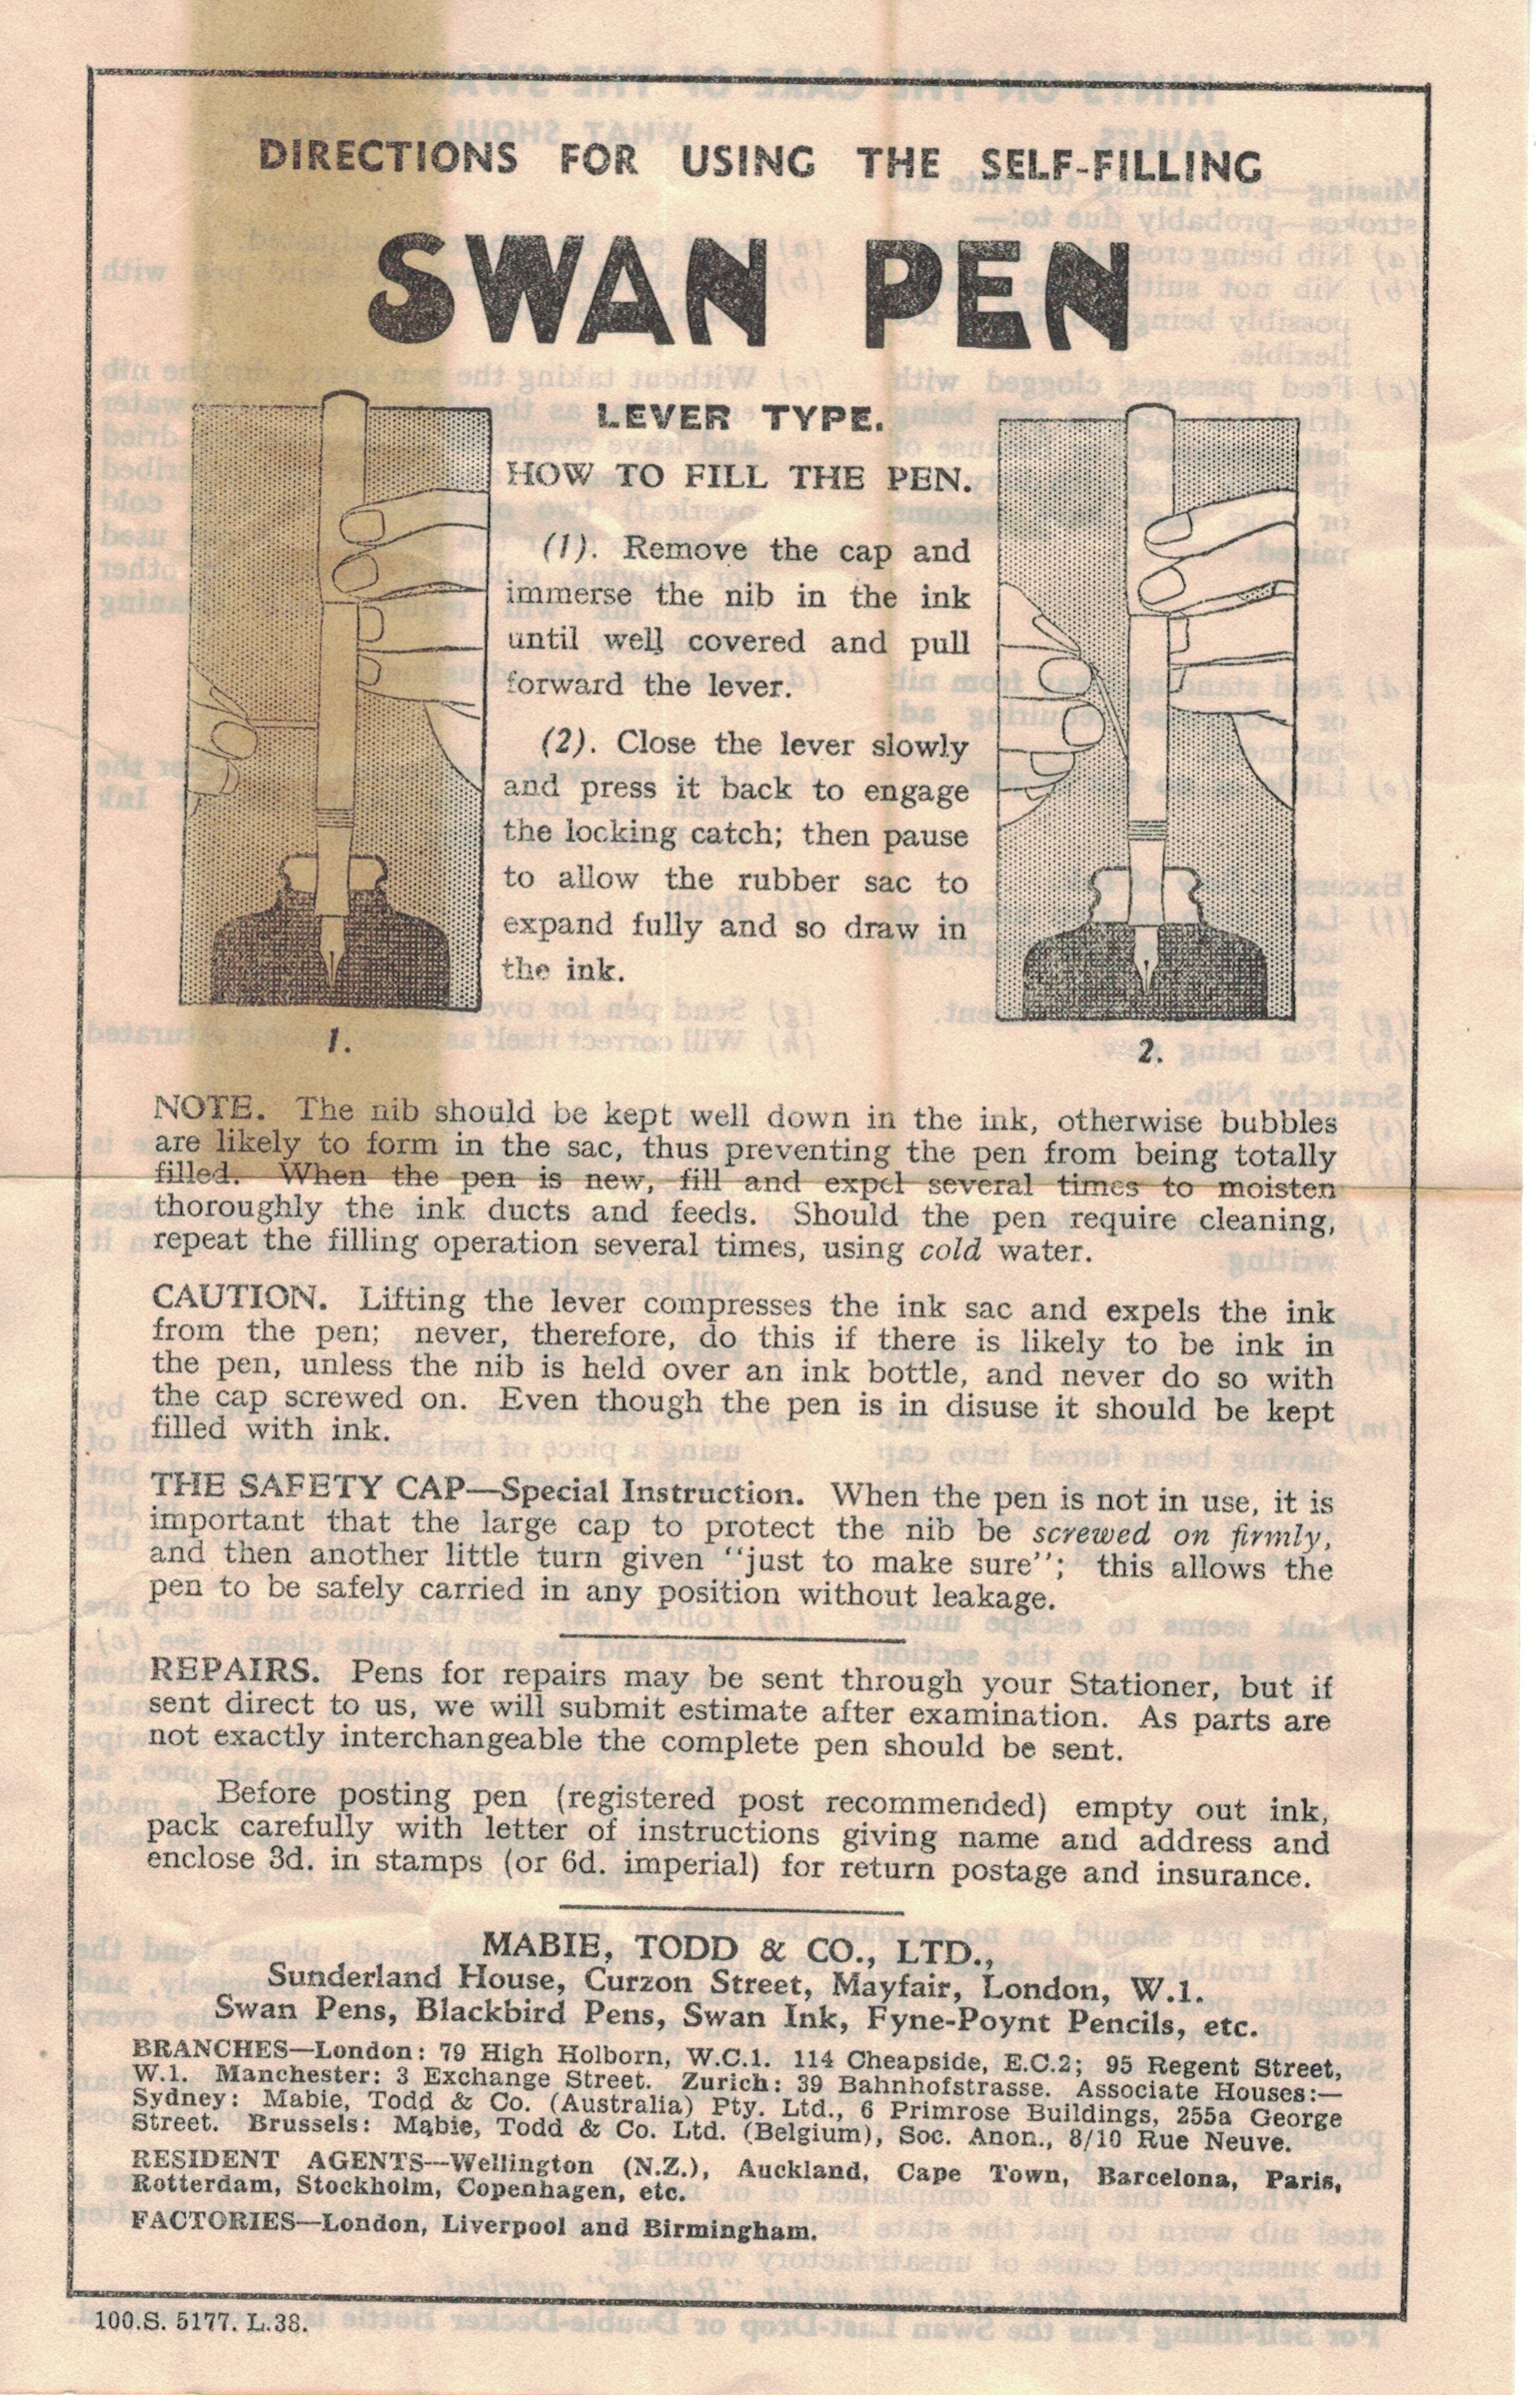 DIRECTIONS FOR USING THE SELF-FILLING
SWAN PEN
LEVER TYPE.
HOW TO FILL THE PEN.
(1). Remove the cap and
immerse the nib in the ink
until well covered and pull
forward the lever.
(2). Close the lever slowly
and press it back to engage
the locking catch; then pause
to allow the rubber sac to
expand fully and so draw in
the ink.
1.
2.
NOTE. The nib should be kept well down in the ink, otherwise bubbles
are likely to form in the sac, thus preventing the pen from being totally
filled. When the pen is new, fill and expel several times to moisten
thoroughly the ink ducts and feeds. Should the pen require cleaning,
repeat the filling operation several times, using cold water.
CAUTION. Lifting the lever compresses the ink sac and expels the ink
from the pen; never, therefore, do this if there is likely to be ink in
the pen, unless the nib is held over an ink bottle, and never do so with
the cap screwed on. Even though the pen is in disuse it should be kept
filled with ink.
THE SAFETY CAP—Special Instruction. When the pen is not in use, it is
important that the large cap to protect the nib be screwed on firmly,
and then another little turn given "just to make sure"; this allows the
pen to be safely carried in any position without leakage.
REPAIRS. Pens for repairs may be sent through your Stationer, but if
sent direct to us, we will submit estimate after examination. As parts are
not exactly interchangeable the complete pen should be sent.
Before posting pen (registered post recommended) empty out ink,
pack carefully with letter of instructions giving name and address and
enclose 3d. in stamps (or 6d. imperial) for return postage and insurance.
MABIE, TODD & CO., LTD.,
Sunderland House, Curzon Street, Mayfair, London, W.1.
Swan Pens, Blackbird Pens, Swan Ink, Fyne-Poynt Pencils, etc.
BRANCHES—London: 79 High Holborn, W.C.1. 114 Cheapside, E.C.2; 95 Regent Street,
W.1. Manchester: 3 Exchange Street. Zurich: 39 Bahnhofstrasse. Associate Houses:—
Sydney: Mabie, Todd & Co. (Australia) Pty. Ltd., 6 Primrose Buildings, 255a George
Street. Brussels: Mabie, Todd & Co. Ltd. (Belgium), Soc. Anon., 8/10 Rue Neuve.
RESIDENT AGENTS—Wellington (N.Z.), Auckland, Cape Town, Barcelona, Paris,
Rotterdam, Stockholm, Copenhagen, etc.
FACTORIES—London, Liverpool and Birmingham.
100.S. 5177. L.38.